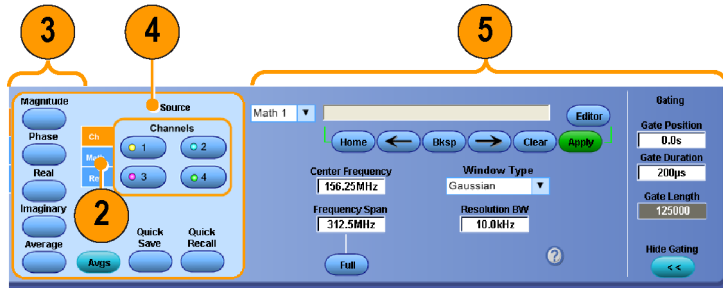 3
4
5
Magnitude
Phase
Real
Imaginary
Average
Avgs
Ch
Math
2
Source
Channels
1
2
3
4
Quick Save
Quick Recall
Math 1
Editor
Home
←
Bksp
→
Clear
Apply
Center Frequency
156.25MHz
Window Type
Gaussian
Frequency Span
312.5MHz
Resolution BW
10.0kHz
Full
?
Gating
Gate Position
0.0s
Gate Duration
200µs
Gate Length
125000
Hide Gating
<<